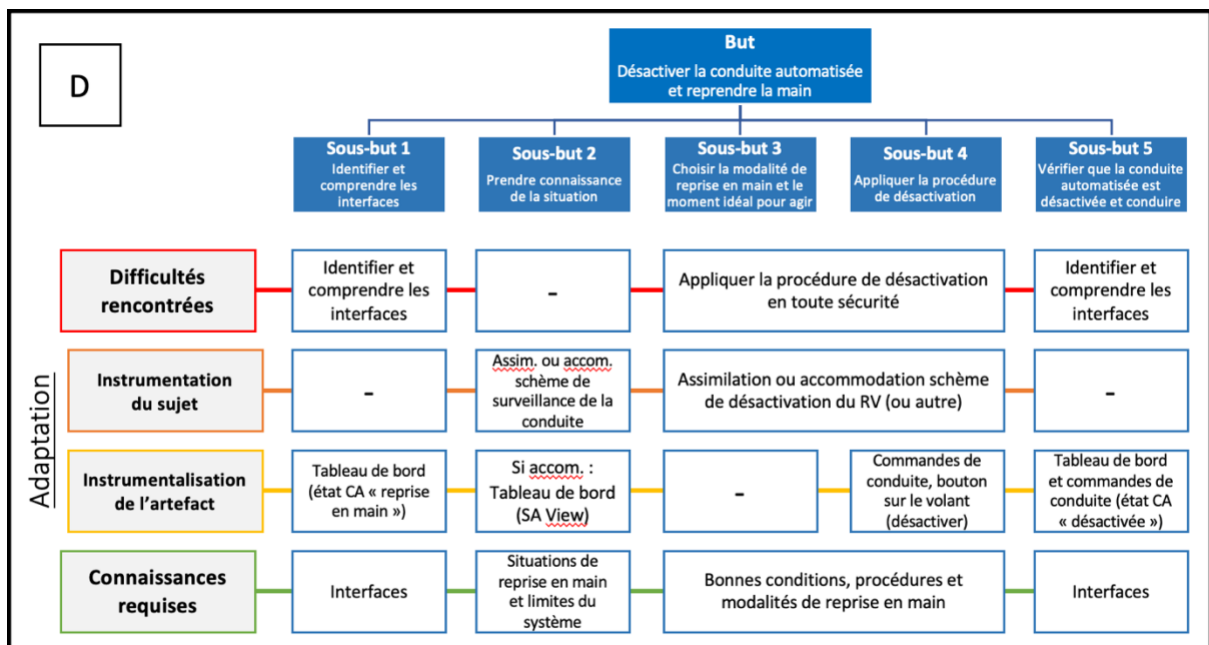 D
But
Désactiver la conduite automatisée
et reprendre la main
Sous-but 1
Identifier et
comprendre les
interfaces
Sous-but 2
Prendre connaissance
de la situation
Sous-but 3
Choisir la modalité de
reprise en main et le
moment idéal pour agir
Sous-but 4
Appliquer la procédure
de désactivation
Sous-but 5
Vérifier que la conduite
automatisée est
désactivée et conduire
Difficultés
rencontrées
Identifier et
comprendre les
interfaces
-
Appliquer la procédure de désactivation
en toute sécurité
Identifier et
comprendre les
interfaces
Adaptation
Instrumentation
du sujet
-
Assim. ou accom.
schème de
surveillance de la
conduite
Assimilation ou accommodation schème
de désactivation du RV (ou autre)
-
Instrumentalisation
de l’artefact
Tableau de bord
(état CA « reprise
en main »)
Si accom. :
Tableau de bord
(SA View)
-
Commandes de
conduite, bouton
sur le volant
(désactiver)
Tableau de bord
et commandes de
conduite (état CA
« désactivée »)
Connaissances
requises
Interfaces
Situations de
reprise en main
et limites du
système
Bonnes conditions, procédures et
modalités de reprise en main
Interfaces